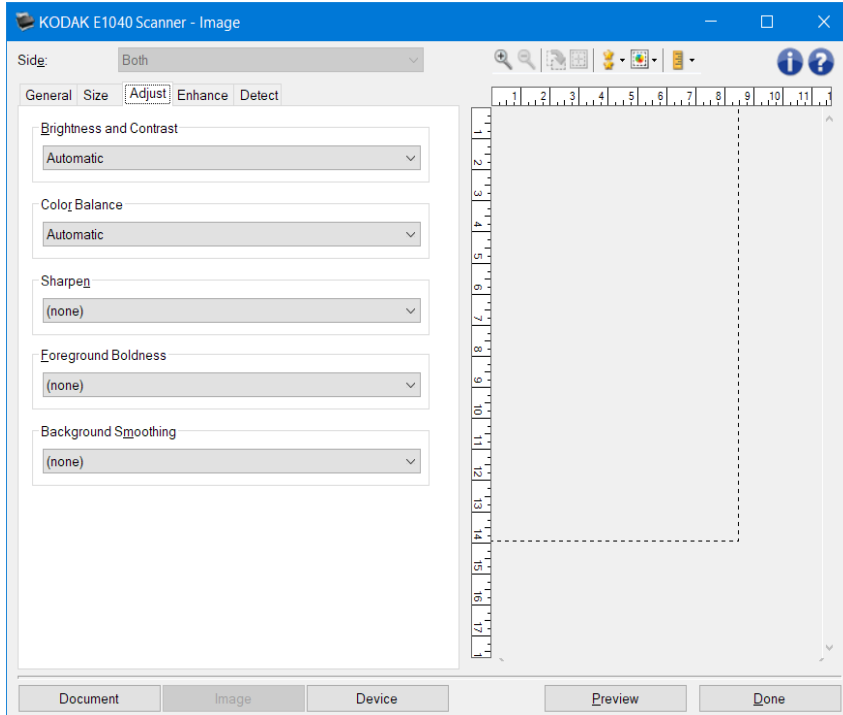 KODAK E1040 Scanner - Image
Side: Both
General Size Adjust Enhance Detect
Brightness and Contrast
Automatic
Color Balance
Automatic
Sharpen
(none)
Foreground Boldness
(none)
Background Smoothing
(none)
1 2 3 4 5 6 7 8 9 10 11 1
1
2
3
4
5
6
7
8
9
10
11
12
13
14
15
16
17
1
Document Image Device Preview Done